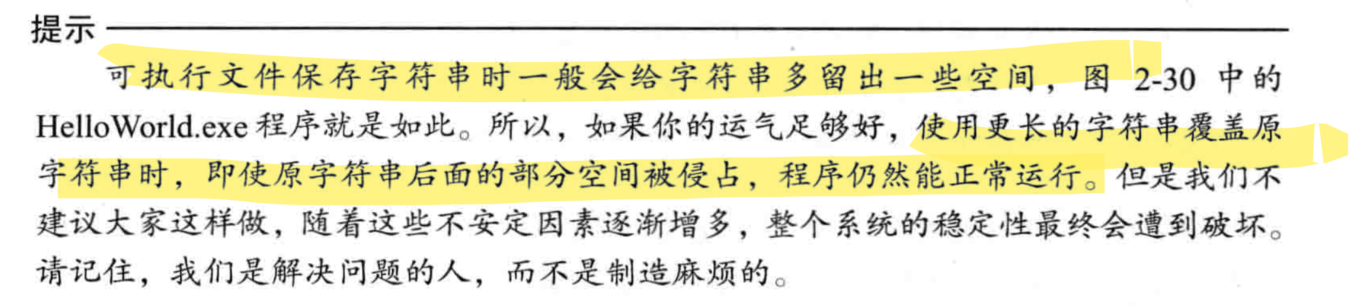 提示
可执行文件保存字符串时一般会给字符串多留出一些空间，图 2-30 中的
HelloWorld.exe 程序就是如此。所以，如果你的运气足够好，使用更长的字符串覆盖原
字符串时，即使原字符串后面的部分空间被侵占，程序仍然能正常运行。但是我们不
建议大家这样做，随着这些不安定因素逐渐增多，整个系统的稳定性最终会遭到破坏。
请记住，我们是解决问题的人，而不是制造麻烦的。